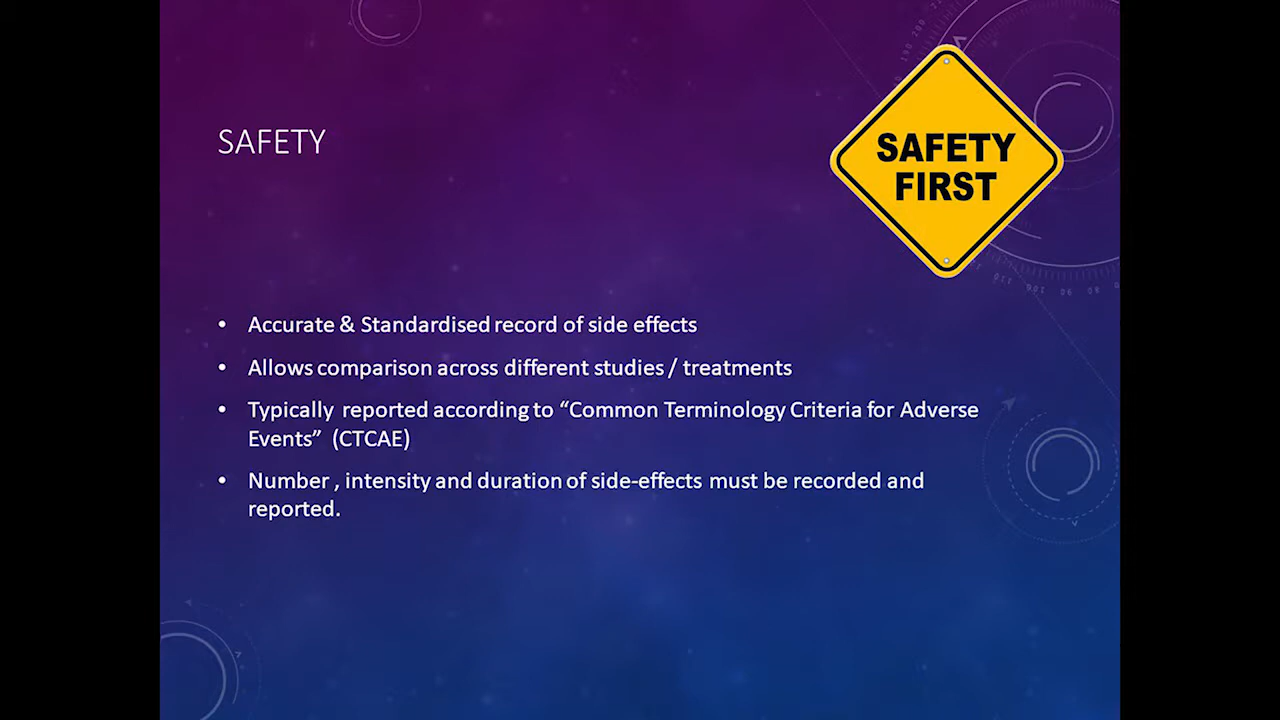 SAFETY
SAFETY
FIRST
• Accurate & Standardised record of side effects
• Allows comparison across different studies / treatments
• Typically reported according to “Common Terminology Criteria for Adverse
Events” (CTCAE)
• Number , intensity and duration of side-effects must be recorded and
reported.